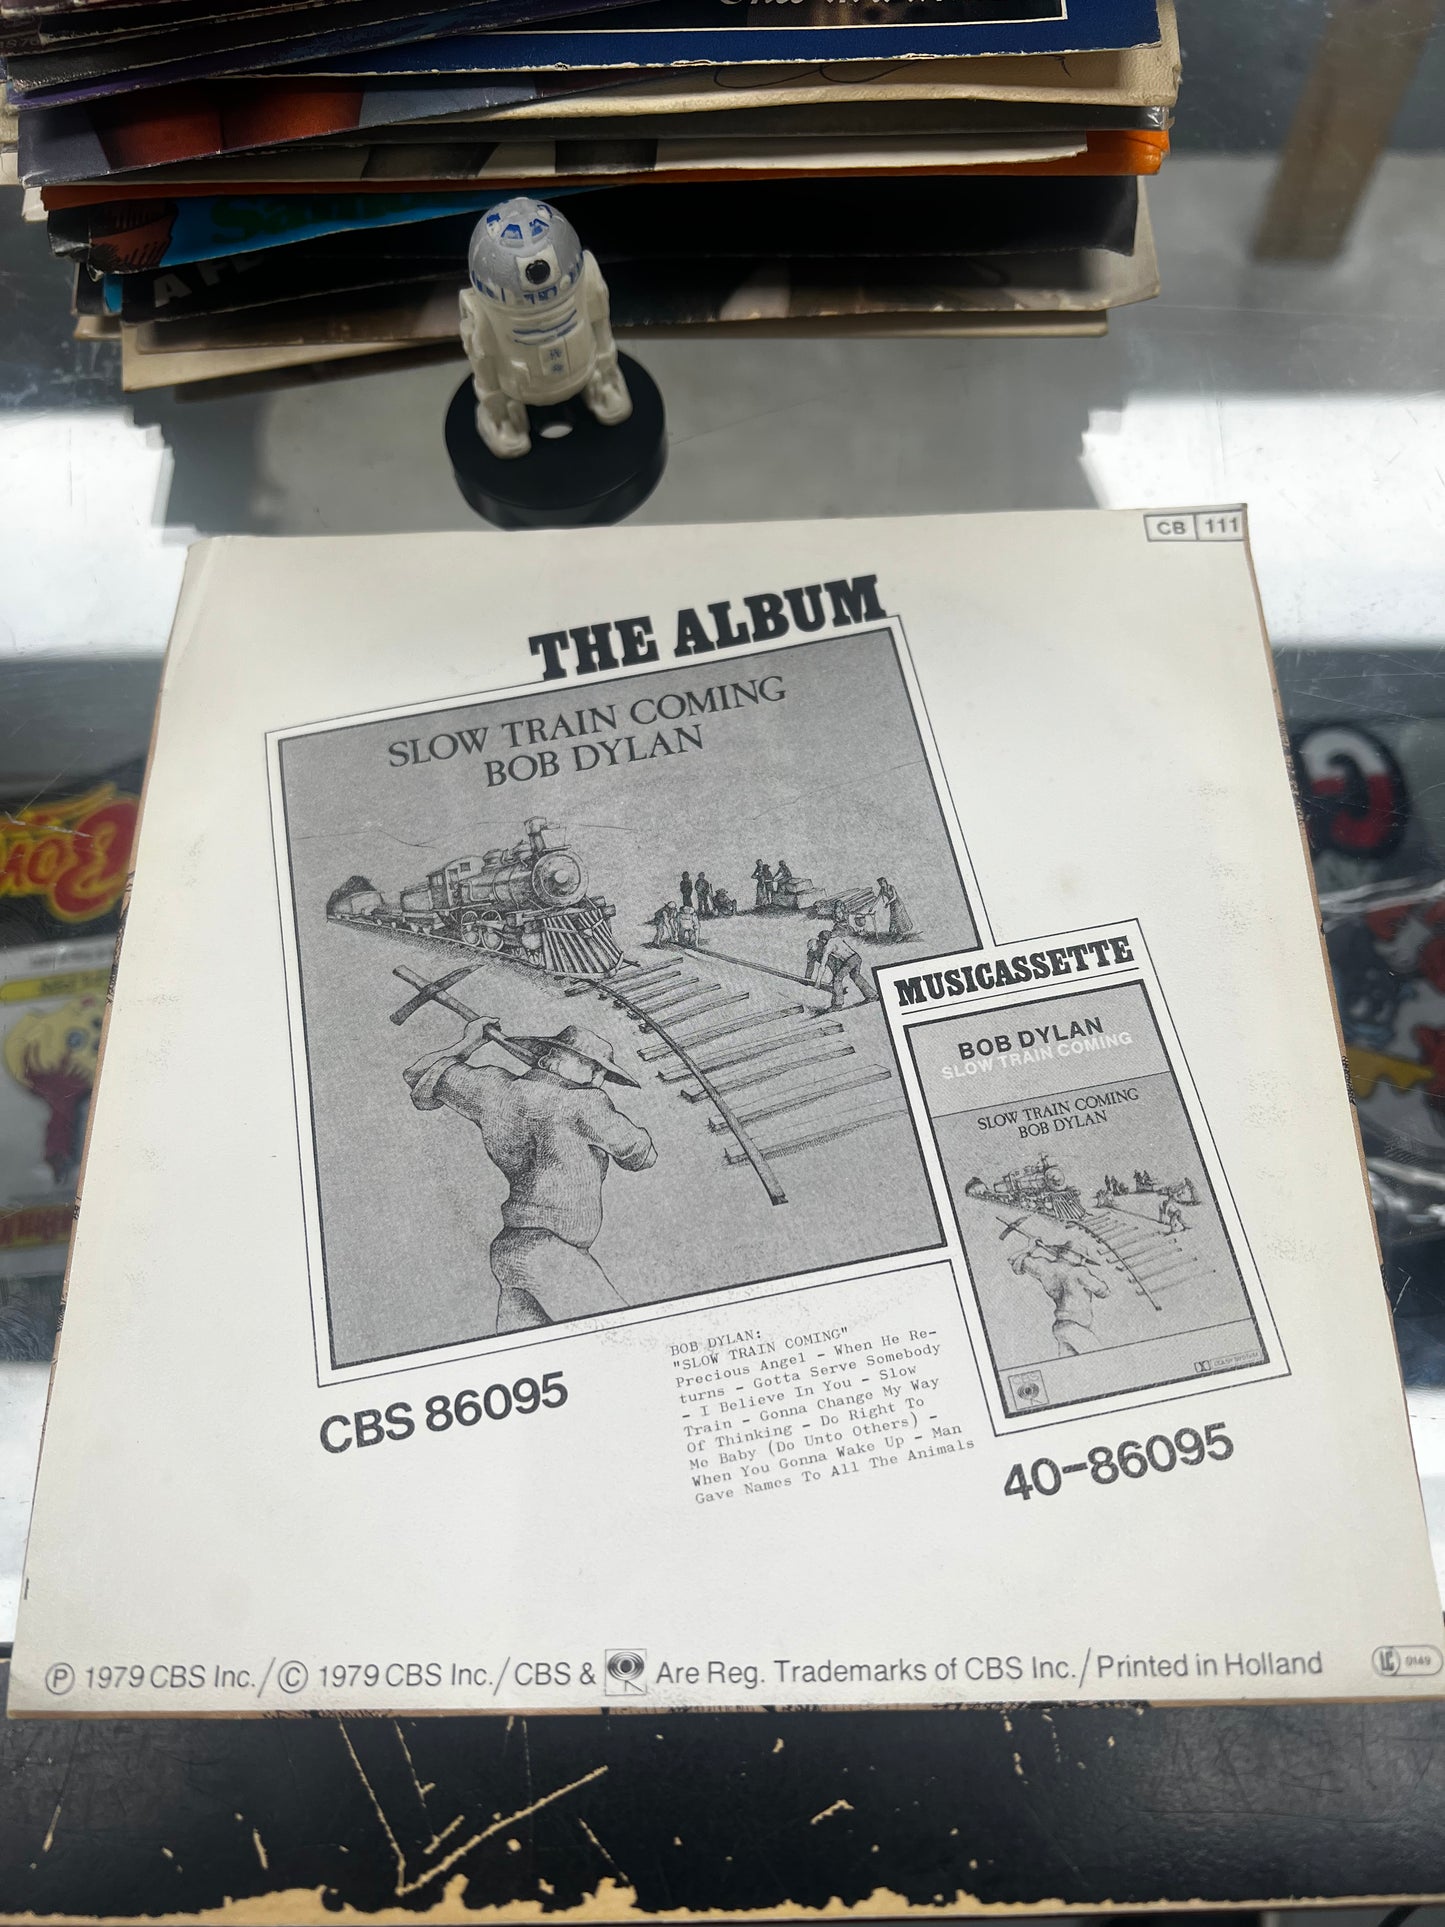 CB 111
THE ALBUM
SLOW TRAIN COMING
BOB DYLAN
MUSICASSETTE
BOB DYLAN
SLOW TRAIN COMING
SLOW TRAIN COMING
BOB DYLAN
BOB DYLAN:
"SLOW TRAIN COMING"
Precious Angel - When He Re-
turns - Gotta Serve Somebody
- I Believe In You - Slow
Train - Gonna Change My Way
Of Thinking - Do Right To
Me Baby (Do Unto Others) -
When You Gonna Wake Up - Man
Gave Names To All The Animals
CBS 86095
40-86095
Ⓟ 1979 CBS Inc./© 1979 CBS Inc./CBS & Are Reg. Trademarks of CBS Inc./Printed in Holland
LC 0149